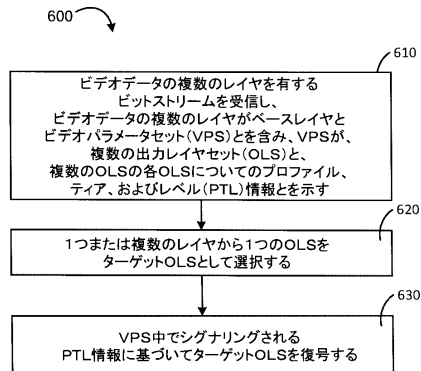 600
610
ビデオデータの複数のレイヤを有する
ビットストリームを受信し、
ビデオデータの複数のレイヤがベースレイヤと
ビデオパラメータセット(VPS)とを含み、VPSが、
複数の出力レイヤセット(OLS)と、
複数のOLSの各OLSについてのプロファイル、
ティア、およびレベル(PTL)情報とを示す
620
1つまたは複数のレイヤから1つのOLSを
ターゲットOLSとして選択する
630
VPS中でシグナリングされる
PTL情報に基づいてターゲットOLSを復号する